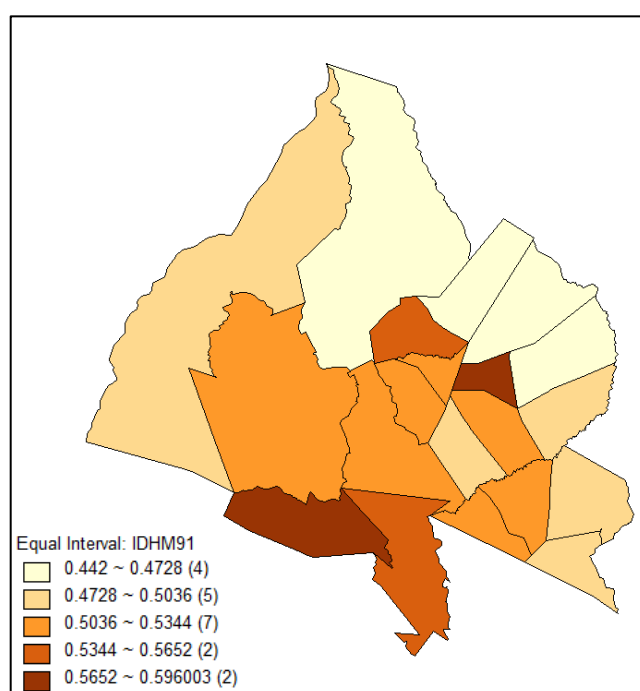 Equal Interval: IDHM91
0.442 ~ 0.4728 (4)
0.4728 ~ 0.5036 (5)
0.5036 ~ 0.5344 (7)
0.5344 ~ 0.5652 (2)
0.5652 ~ 0.596003 (2)